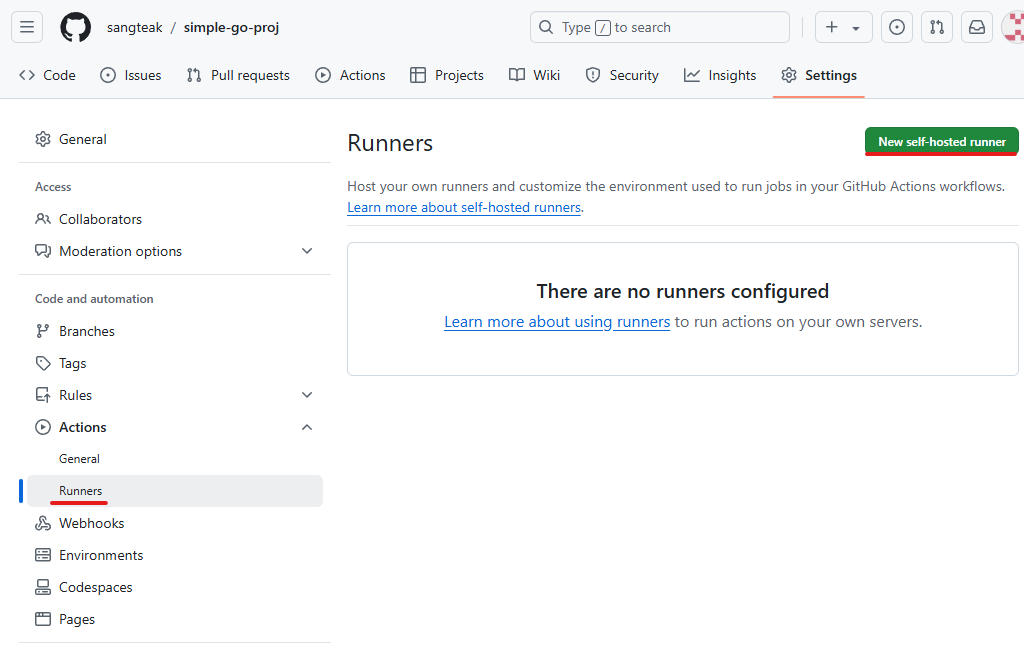 sangteak / simple-go-proj
Type / to search
Code Issues Pull requests Actions Projects Wiki Security Insights Settings
General
Access
Collaborators
Moderation options
Code and automation
Branches
Tags
Rules
Actions
General
Runners
Webhooks
Environments
Codespaces
Pages
Runners
New self-hosted runner
Host your own runners and customize the environment used to run jobs in your GitHub Actions workflows.
Learn more about self-hosted runners.
There are no runners configured
Learn more about using runners to run actions on your own servers.